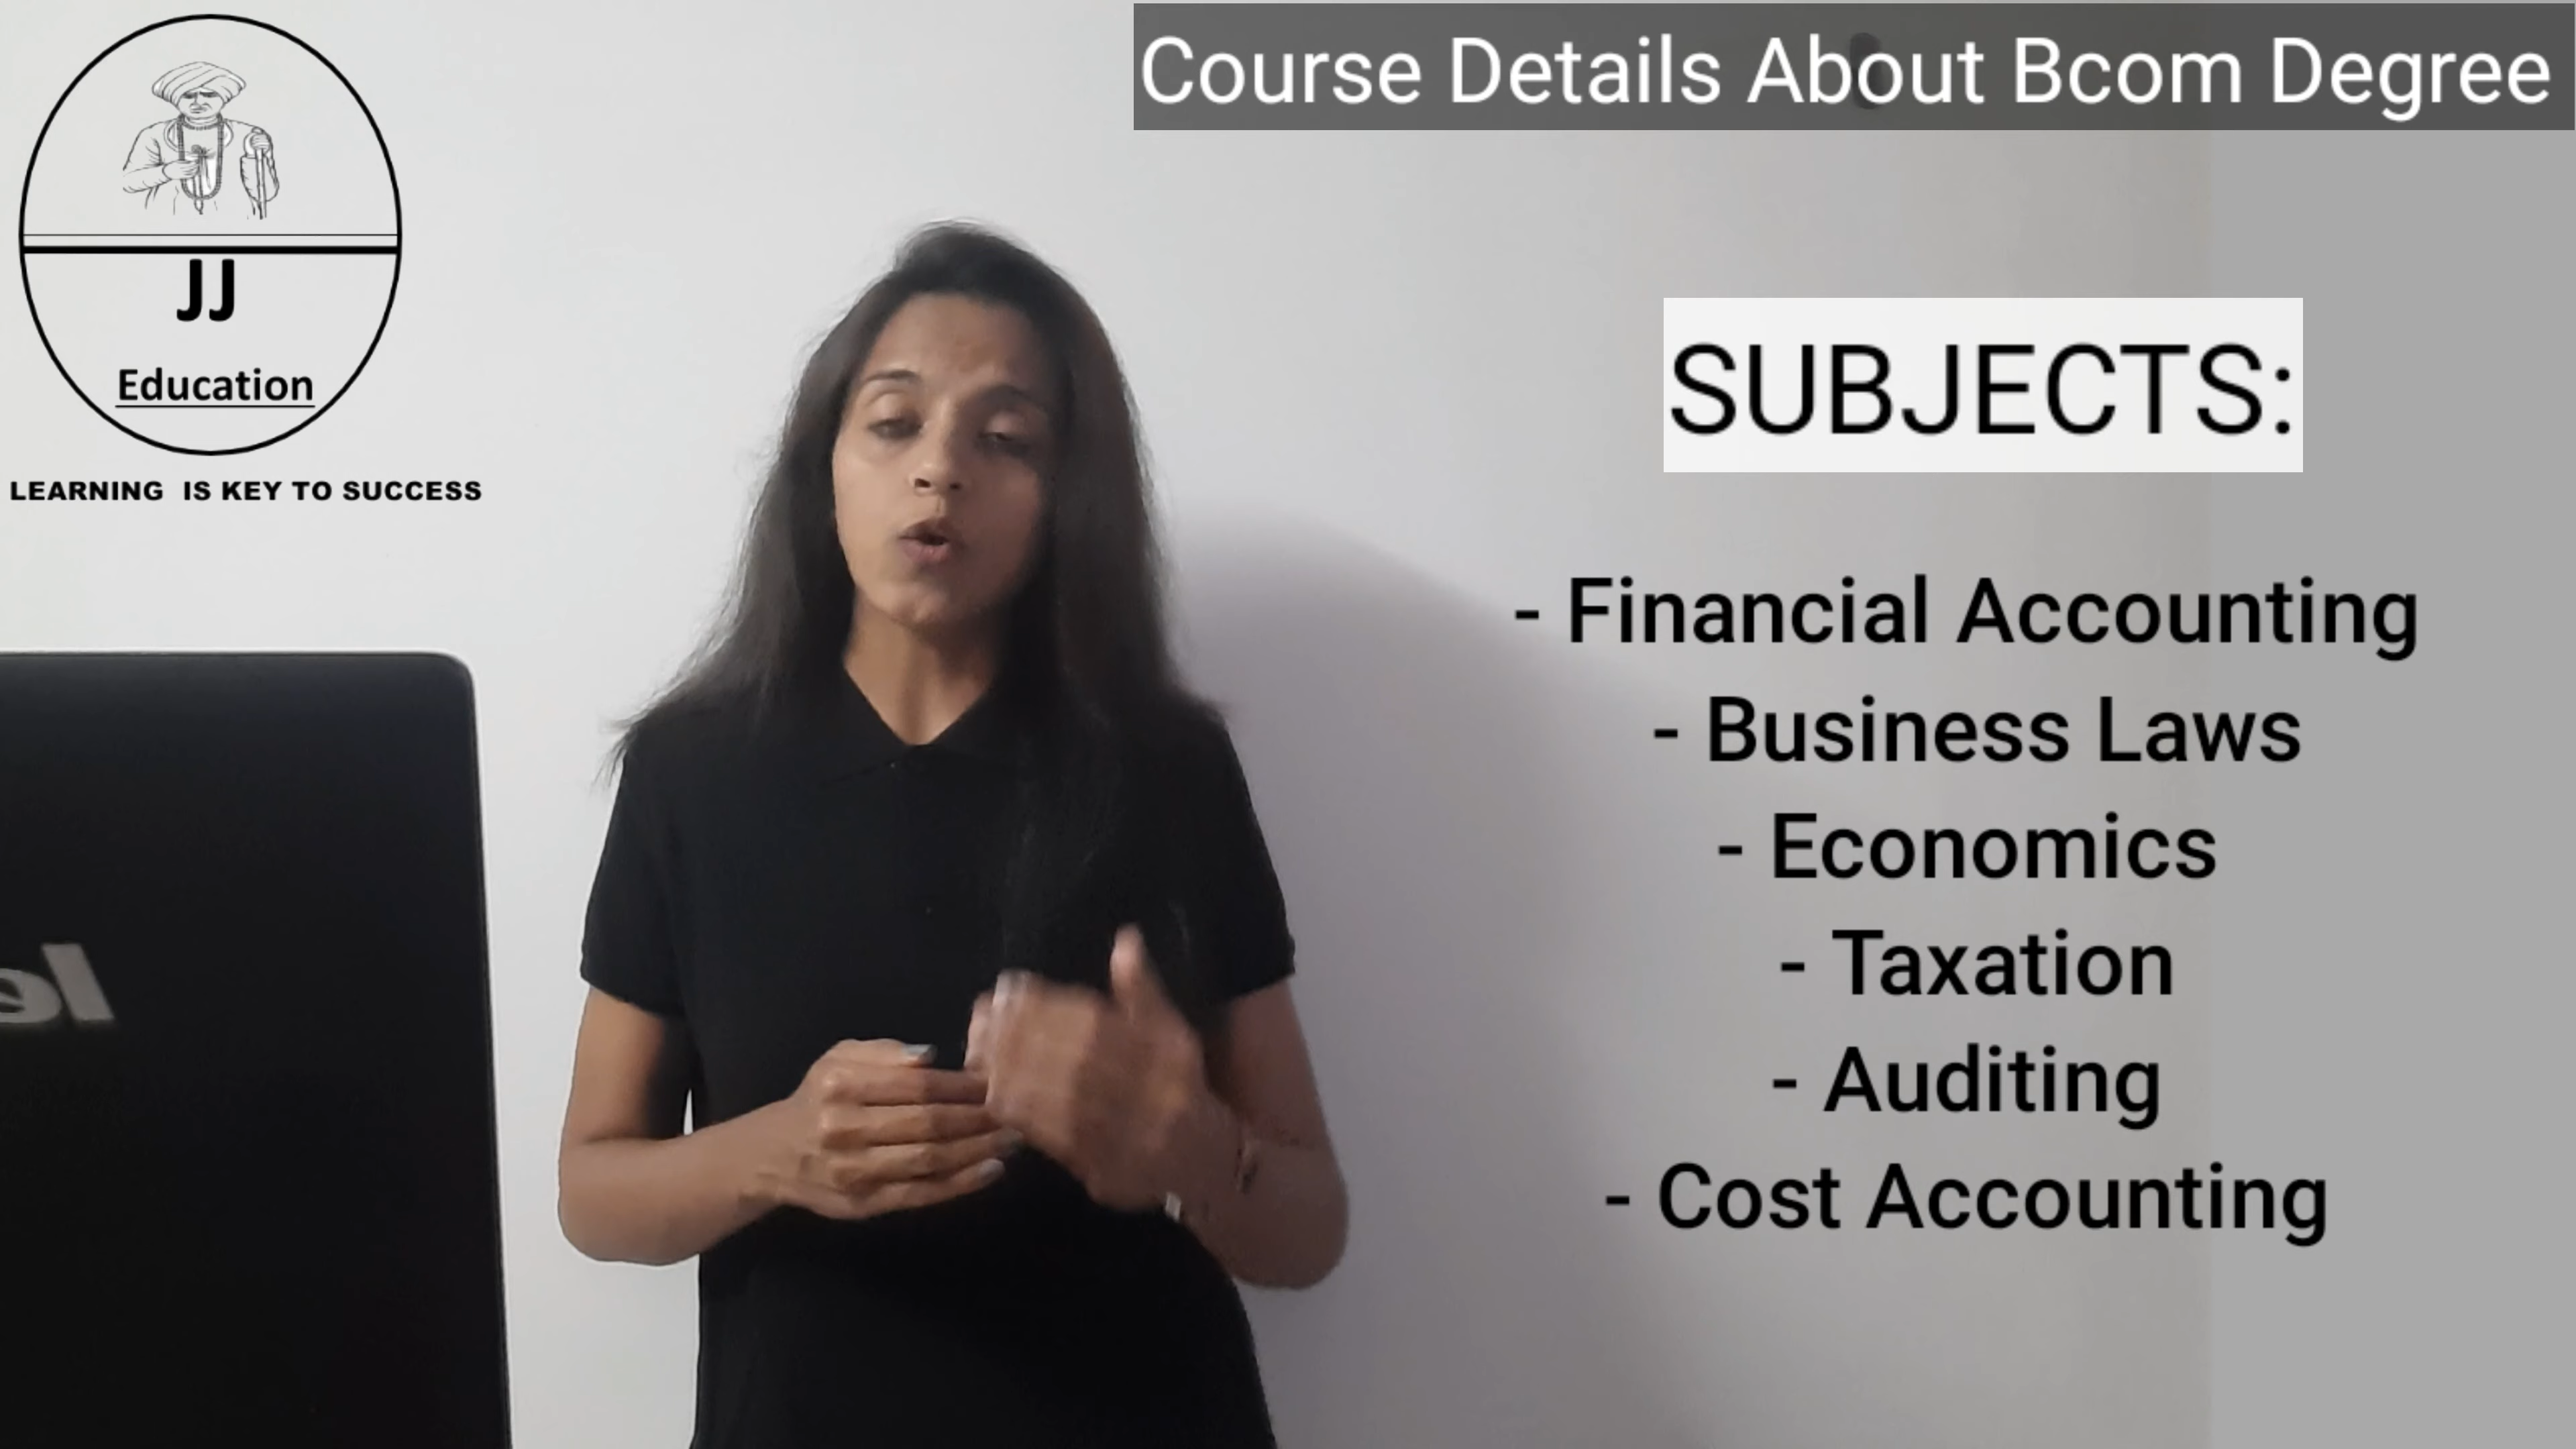 Course Details About Bcom Degree
JJ
Education
LEARNING IS KEY TO SUCCESS
SUBJECTS:
- Financial Accounting
- Business Laws
- Economics
- Taxation
- Auditing
- Cost Accounting